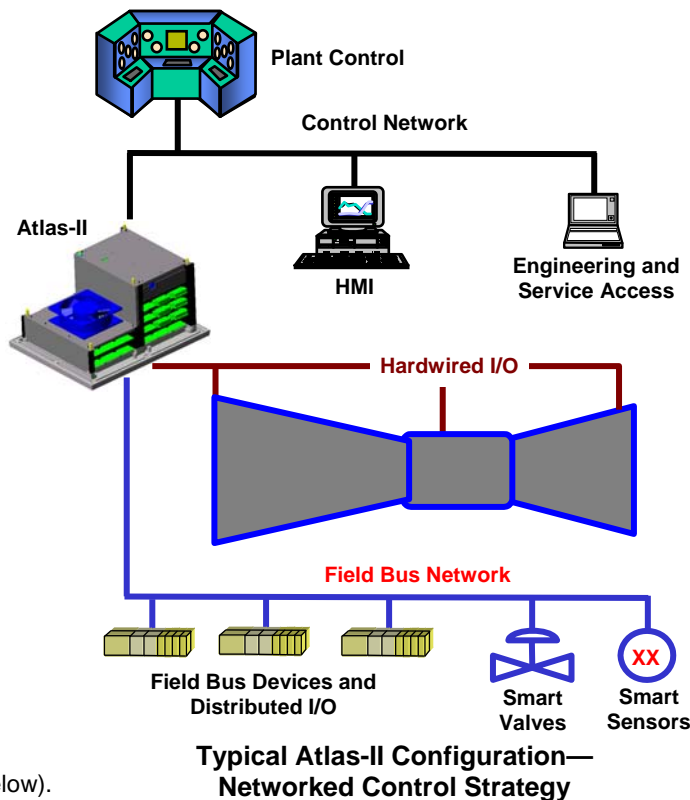 Plant Control
Control Network
Atlas-II
HMI
Engineering and
Service Access
Hardwired I/O
Field Bus Network
XX
Field Bus Devices and
Distributed I/O
Smart
Valves
Smart
Sensors
Typical Atlas-II Configuration—
Networked Control Strategy
elow).